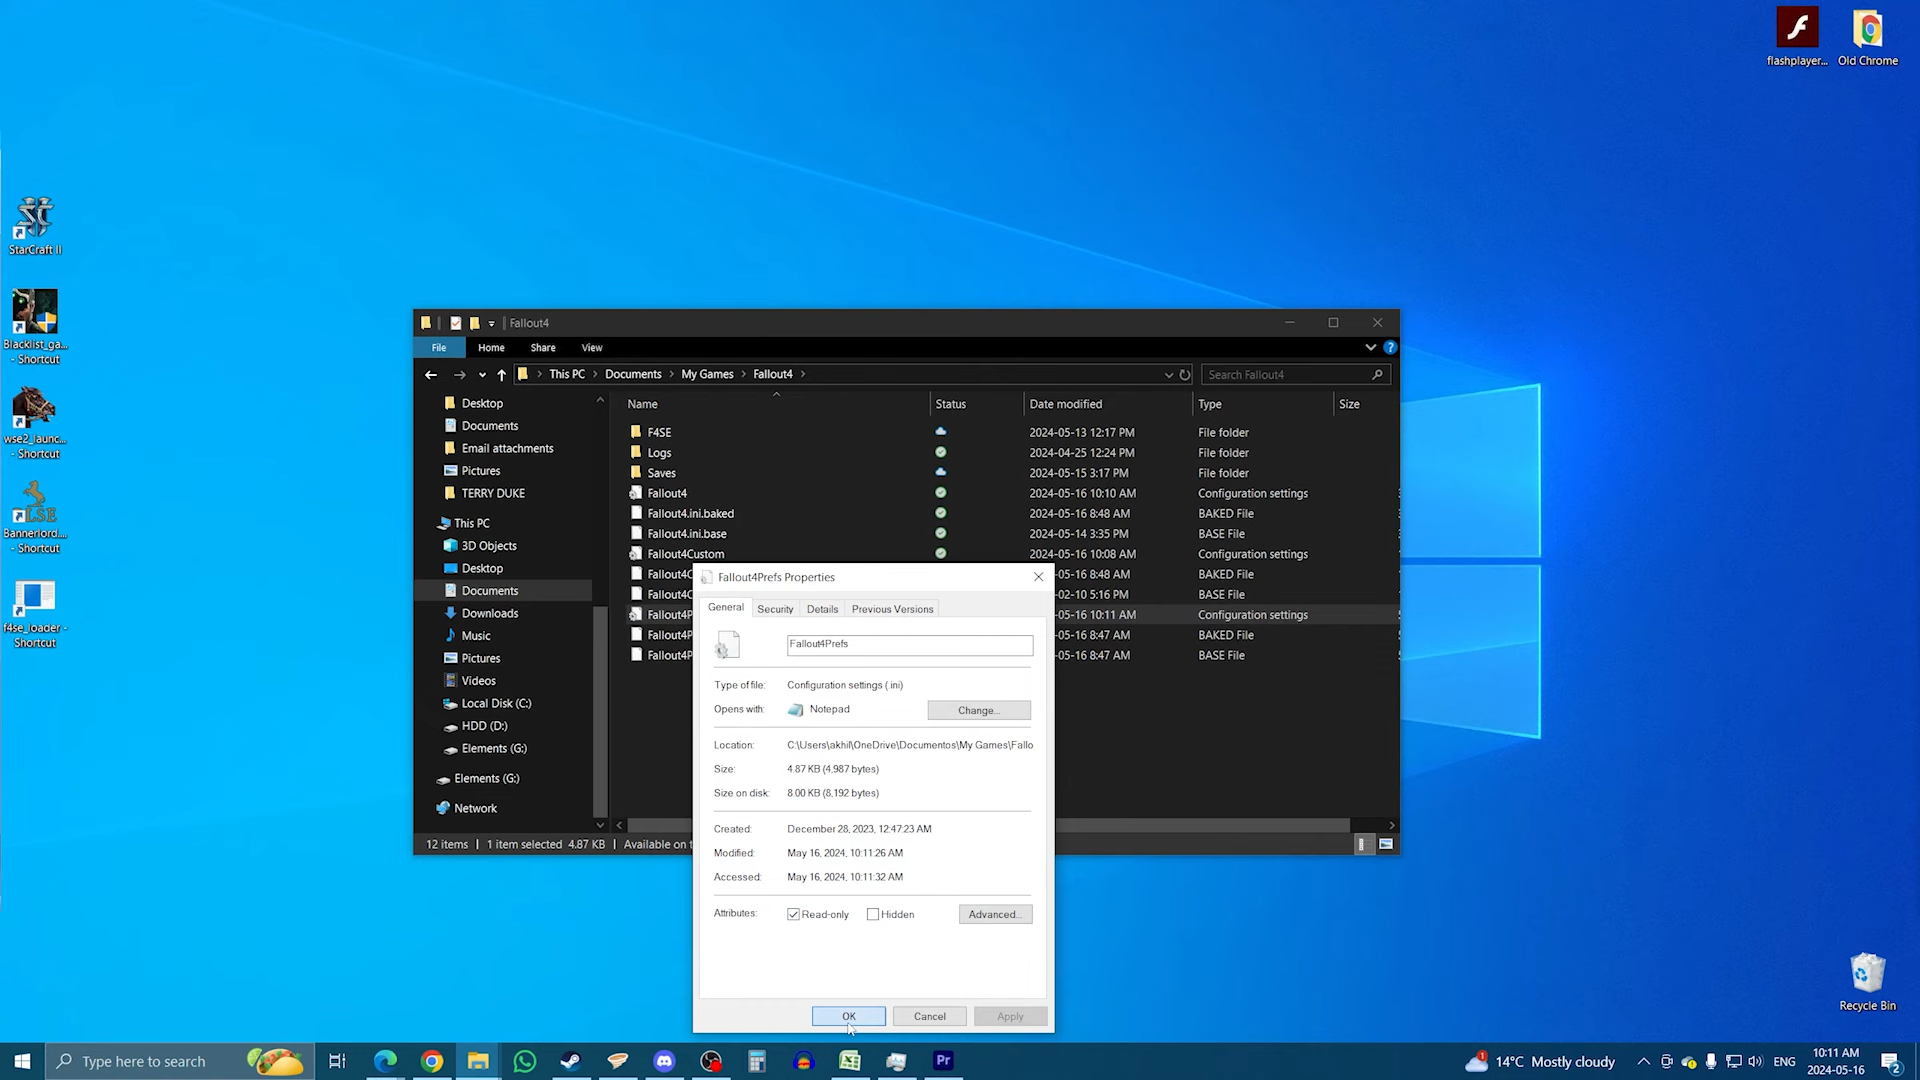 flashplayer...
Old Chrome
StarCraft II
Blacklist_ga...
- Shortcut
wse2_launc...
- Shortcut
Bannerlord....
- Shortcut
f4se_loader -
Shortcut
Fallout4
File
Home
Share
View
This PC
Documents
My Games
Fallout4
Search Fallout4
Name
Status
Date modified
Type
Size
Desktop
Documents
Email attachments
Pictures
TERRY DUKE
This PC
3D Objects
Desktop
Documents
Downloads
Music
Pictures
Videos
Local Disk (C:)
HDD (D:)
Elements (G:)
Elements (G:)
Network
F4SE 2024-05-13 12:17 PM File folder
Logs 2024-04-25 12:24 PM File folder
Saves 2024-05-15 3:17 PM File folder
Fallout4 2024-05-16 10:10 AM Configuration settings
Fallout4.ini.baked 2024-05-16 8:48 AM BAKED File
Fallout4.ini.base 2024-05-14 3:35 PM BASE File
Fallout4Custom 2024-05-16 10:08 AM Configuration settings
Fallout4C -05-16 8:48 AM BAKED File
Fallout4C -02-10 5:16 PM BASE File
Fallout4P -05-16 10:11 AM Configuration settings
Fallout4P -05-16 8:47 AM BAKED File
Fallout4P -05-16 8:47 AM BASE File
12 items
1 item selected 4.87 KB
Available on t
Fallout4Prefs Properties
General
Security
Details
Previous Versions
Fallout4Prefs
Type of file: Configuration settings (.ini)
Opens with: Notepad
Change...
Location: C:\Users\akhil\OneDrive\Documentos\My Games\Fallo
Size: 4.87 KB (4,987 bytes)
Size on disk: 8.00 KB (8,192 bytes)
Created: December 28, 2023, 12:47:23 AM
Modified: May 16, 2024, 10:11:26 AM
Accessed: May 16, 2024, 10:11:32 AM
Attributes: Read-only Hidden Advanced...
OK
Cancel
Apply
Recycle Bin
Type here to search
Pr
1
14°C Mostly cloudy
ENG
10:11 AM
2024-05-16
2